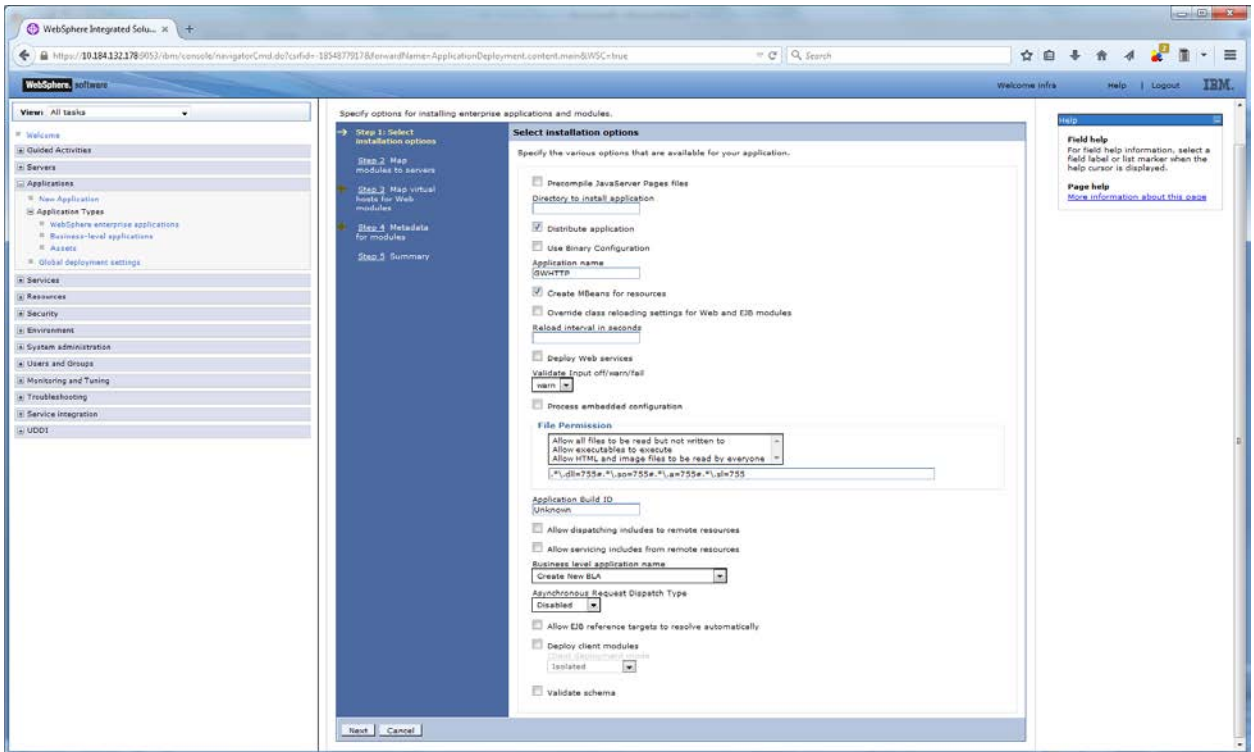 WebSphere Integrated Solu...
https://10.184.132.178:9053/ibm/console/navigatorCmd.do?csrfid=-1854877917&forwardName=ApplicationDeployment.content.main&WSC=true
Search
2
WebSphere. software
Welcome infra
Help | Logout
IBM.
View: All tasks
Welcome
Guided Activities
Servers
Applications
New Application
Application Types
WebSphere enterprise applications
Business-level applications
Assets
Global deployment settings
Services
Resources
Security
Environment
System administration
Users and Groups
Monitoring and Tuning
Troubleshooting
Service integration
UDDI
Specify options for installing enterprise applications and modules.
Step 1: Select
installation options
Step 2 Map
modules to servers
Step 3 Map virtual
hosts for Web
modules
Step 4 Metadata
for modules
Step 5 Summary
Select installation options
Specify the various options that are available for your application.
Precompile JavaServer Pages files
Directory to install application
Distribute application
Use Binary Configuration
Application name
GWHTTP
Create MBeans for resources
Override class reloading settings for Web and EJB modules
Reload interval in seconds
Deploy Web services
Validate Input off/warn/fail
warn
Process embedded configuration
File Permission
Allow all files to be read but not written to
Allow executables to execute
Allow HTML and image files to be read by everyone
.*\.dll=755#.*\.so=755#.*\.a=755#.*\.sl=755
Application Build ID
Unknown
Allow dispatching includes to remote resources
Allow servicing includes from remote resources
Business level application name
Create New BLA
Asynchronous Request Dispatch Type
Disabled
Allow EJB reference targets to resolve automatically
Deploy client modules
Client deployment mode
Isolated
Validate schema
Next
Cancel
Help
Field help
For field help information, select a
field label or list marker when the
help cursor is displayed.
Page help
More information about this page